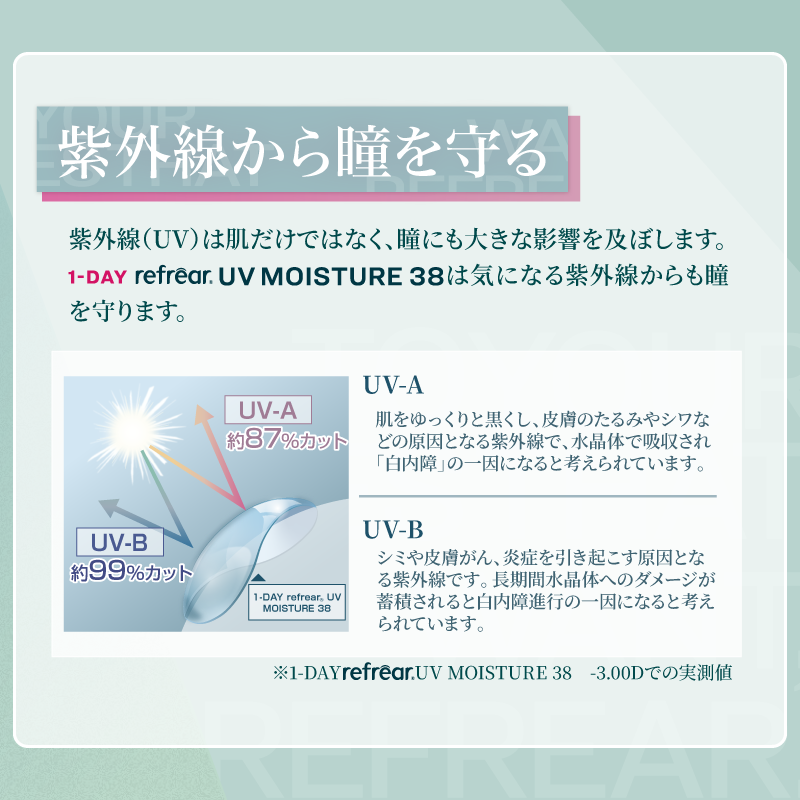 紫外線から瞳を守る
紫外線(UV)は肌だけではなく、瞳にも大きな影響を及ぼします。
1-DAY refrear® UV MOISTURE 38は気になる紫外線からも瞳
を守ります。
UV-A
約87%カット
UV-B
約99%カット
1-DAY refrear® UV
MOISTURE 38
UV-A
肌をゆっくりと黒くし、皮膚のたるみやシワな
どの原因となる紫外線で、水晶体で吸収され
「白内障」の一因になると考えられています。
UV-B
シミや皮膚がん、炎症を引き起こす原因とな
る紫外線です。長期間水晶体へのダメージが
蓄積されると白内障進行の一因になると考え
られています。
※1-DAYrefrear®UV MOISTURE 38 -3.00Dでの実測値
REFREAR